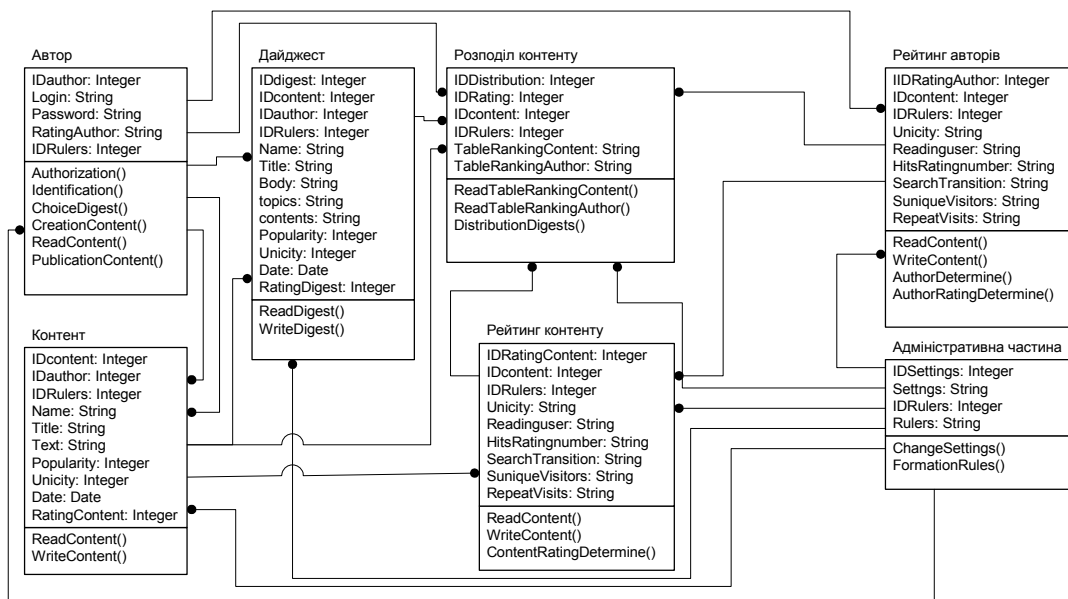 Автор
IDauthor: Integer
Login: String
Password: String
RatingAuthor: String
IDRulers: Integer
Authorization()
Identification()
ChoiceDigest()
CreationContent()
ReadContent()
PublicationContent()
Дайджест
IDdigest: Integer
IDcontent: Integer
IDauthor: Integer
IDRulers: Integer
Name: String
Title: String
Body: String
topics: String
contents: String
Popularity: Integer
Unicity: Integer
Date: Date
RatingDigest: Integer
ReadDigest()
WriteDigest()
Розподіл контенту
IDDistribution: Integer
IDRating: Integer
IDcontent: Integer
IDRulers: Integer
TableRankingContent: String
TableRankingAuthor: String
ReadTableRankingContent()
ReadTableRankingAuthor()
DistributionDigests()
Рейтинг авторів
IIDRatingAuthor: Integer
IDcontent: Integer
IDRulers: Integer
Unicity: String
Readinguser: String
HitsRatingnumber: String
SearchTransition: String
SuniqueVisitors: String
RepeatVisits: String
ReadContent()
WriteContent()
AuthorDetermine()
AuthorRatingDetermine()
Контент
IDcontent: Integer
IDauthor: Integer
IDRulers: Integer
Name: String
Title: String
Text: String
Popularity: Integer
Unicity: Integer
Date: Date
RatingContent: Integer
ReadContent()
WriteContent()
Рейтинг контенту
IDRatingContent: Integer
IDcontent: Integer
IDRulers: Integer
Unicity: String
Readinguser: String
HitsRatingnumber: String
SearchTransition: String
SuniqueVisitors: String
RepeatVisits: String
ReadContent()
WriteContent()
ContentRatingDetermine()
Адміністративна частина
IDSettings: Integer
Settngs: String
IDRulers: Integer
Rulers: String
ChangeSettings()
FormationRules()